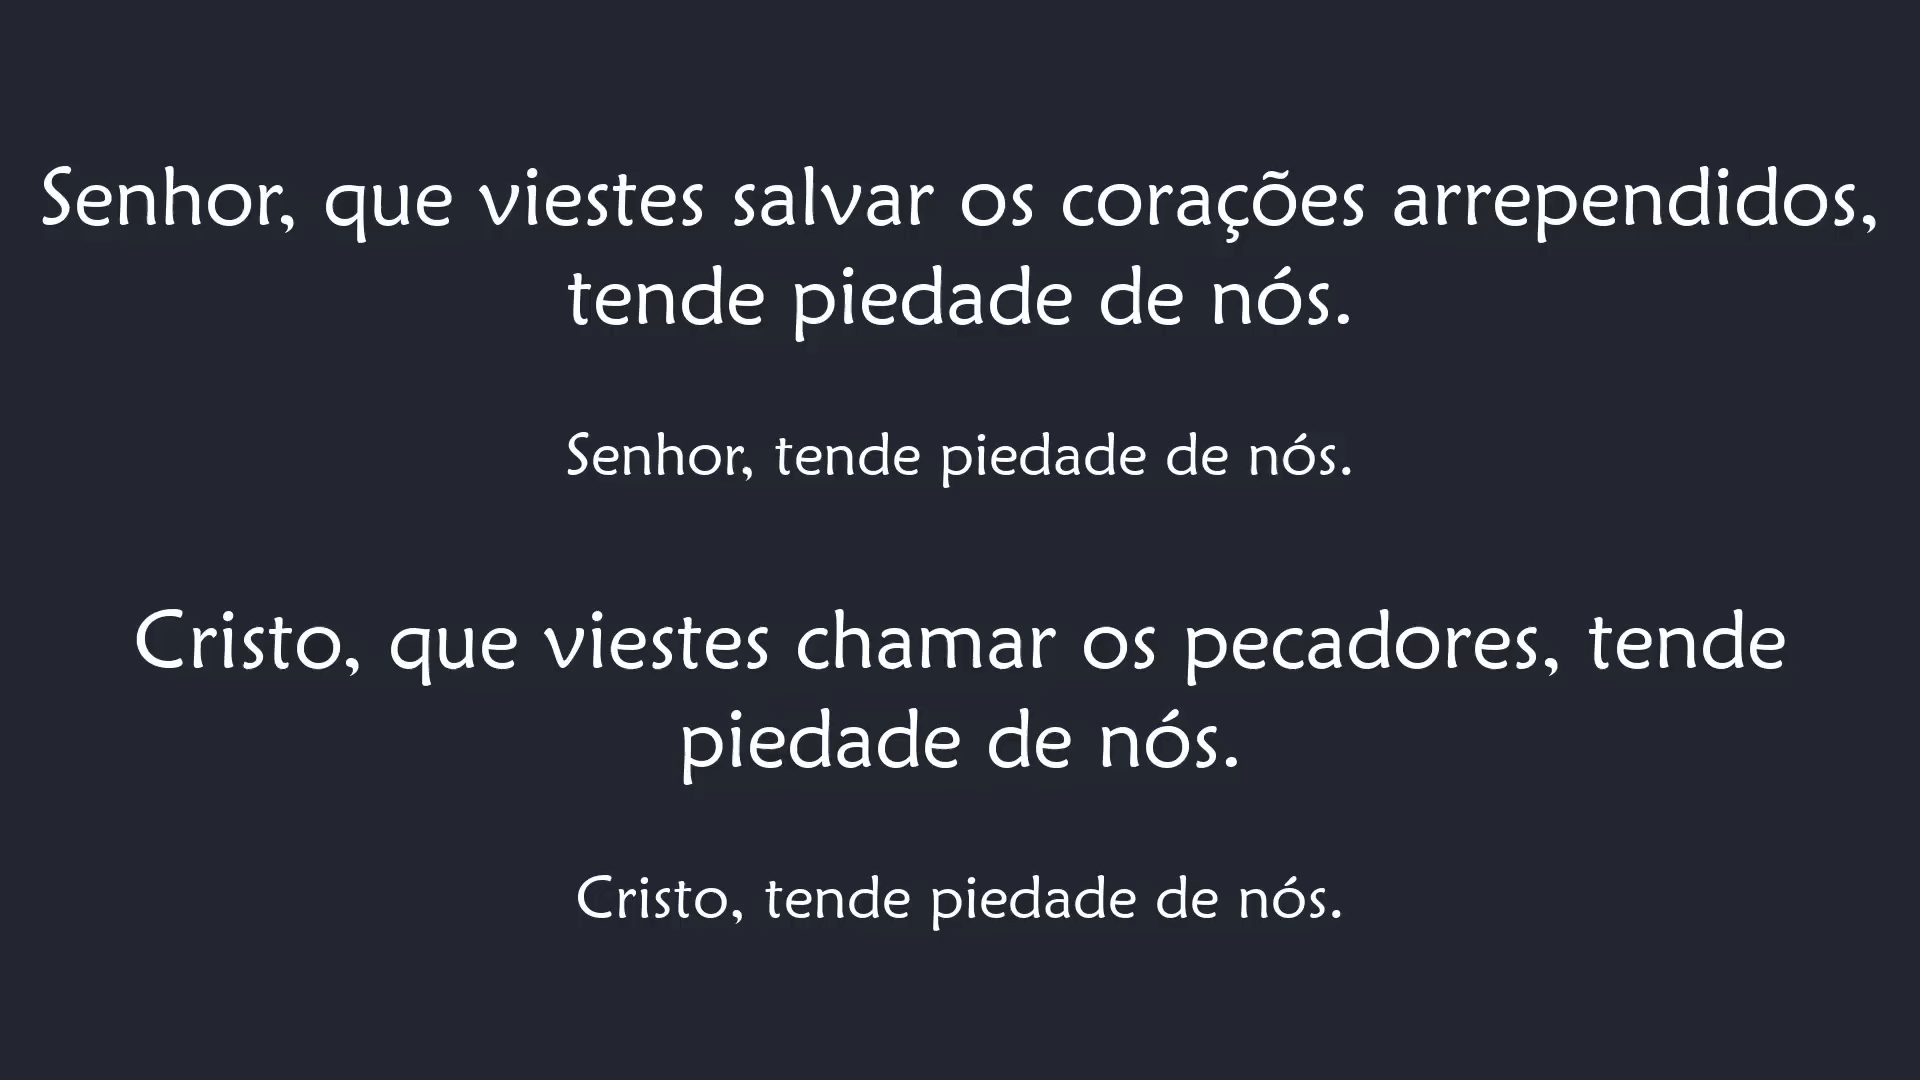 Senhor, que viestes salvar os corações arrependidos,
tende piedade de nós.
Senhor, tende piedade de nós.
Cristo, que viestes chamar os pecadores, tende
piedade de nós.
Cristo, tende piedade de nós.